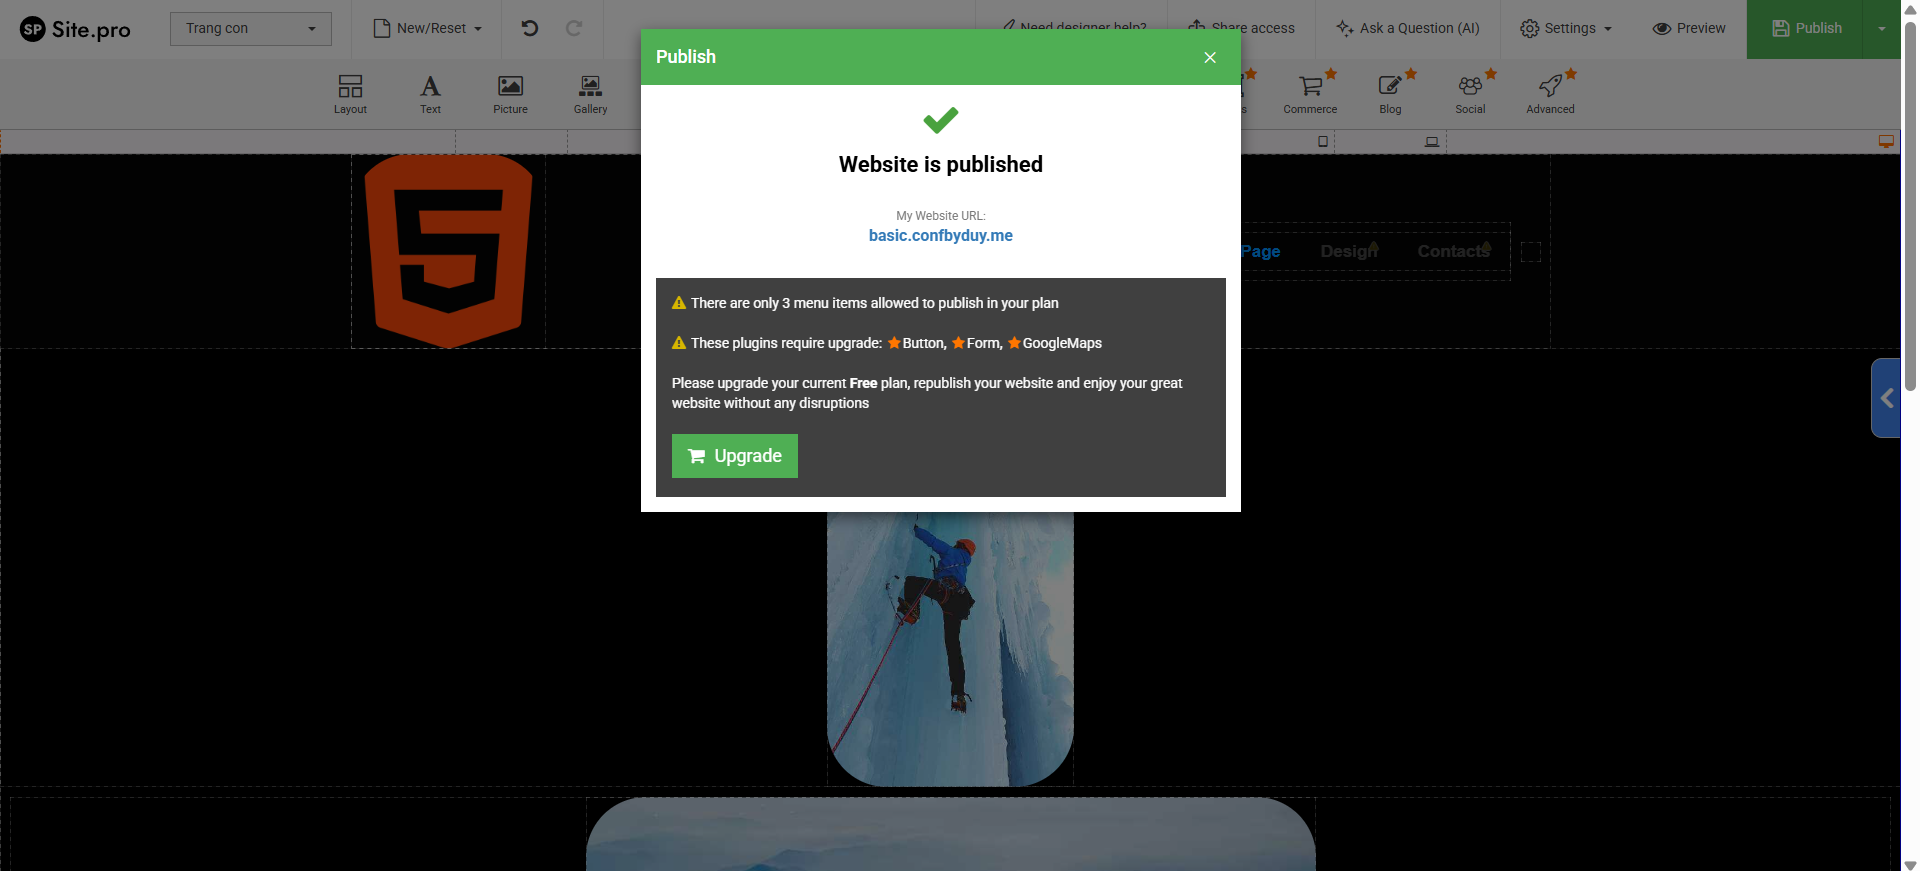 SP Site.pro
Trang con
New/Reset
Need designer help?
Share access
Ask a Question (AI)
Settings
Preview
Publish
Layout
Text
Picture
Gallery
Commerce
Blog
Social
Advanced
Publish
Website is published
My Website URL:
basic.confbyduy.me
Page
Design
Contacts
There are only 3 menu items allowed to publish in your plan
These plugins require upgrade: Button, Form, GoogleMaps
Please upgrade your current Free plan, republish your website and enjoy your great
website without any disruptions
Upgrade